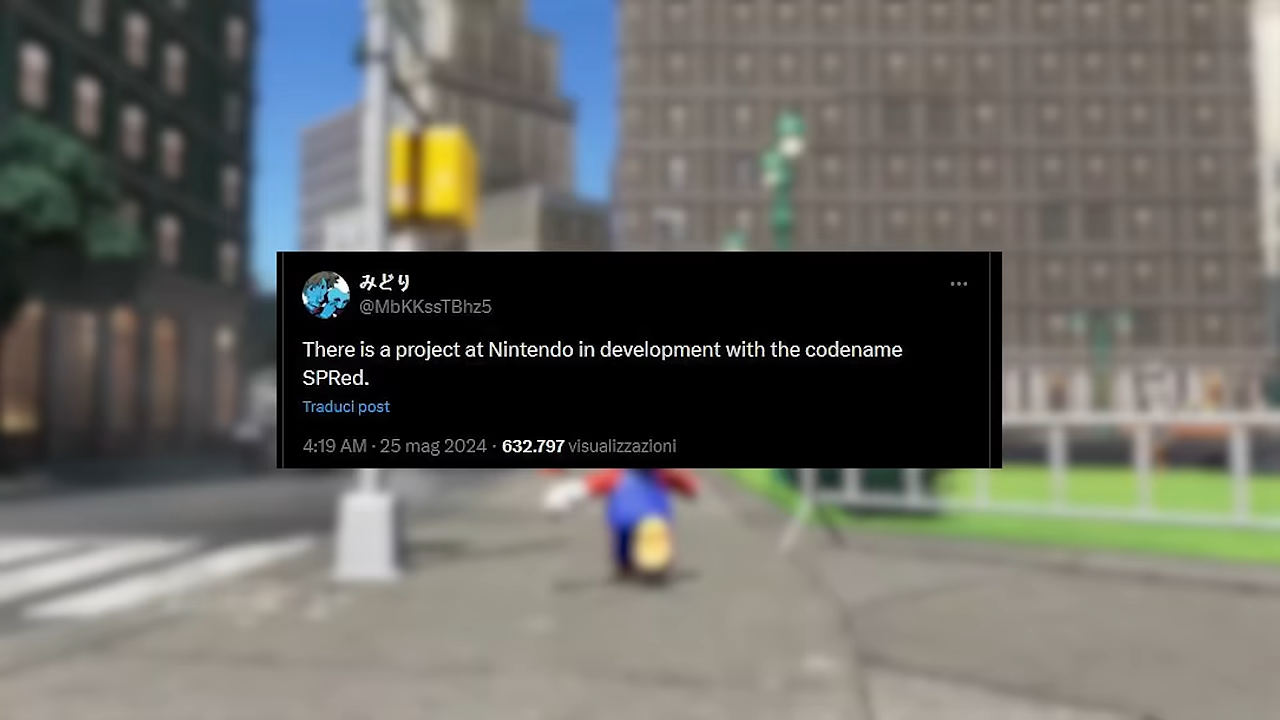 みどり
@MbKKssTBhz5
There is a project at Nintendo in development with the codename
SPRed.
Traduci post
4:19 AM · 25 mag 2024 · 632.797 visualizzazioni